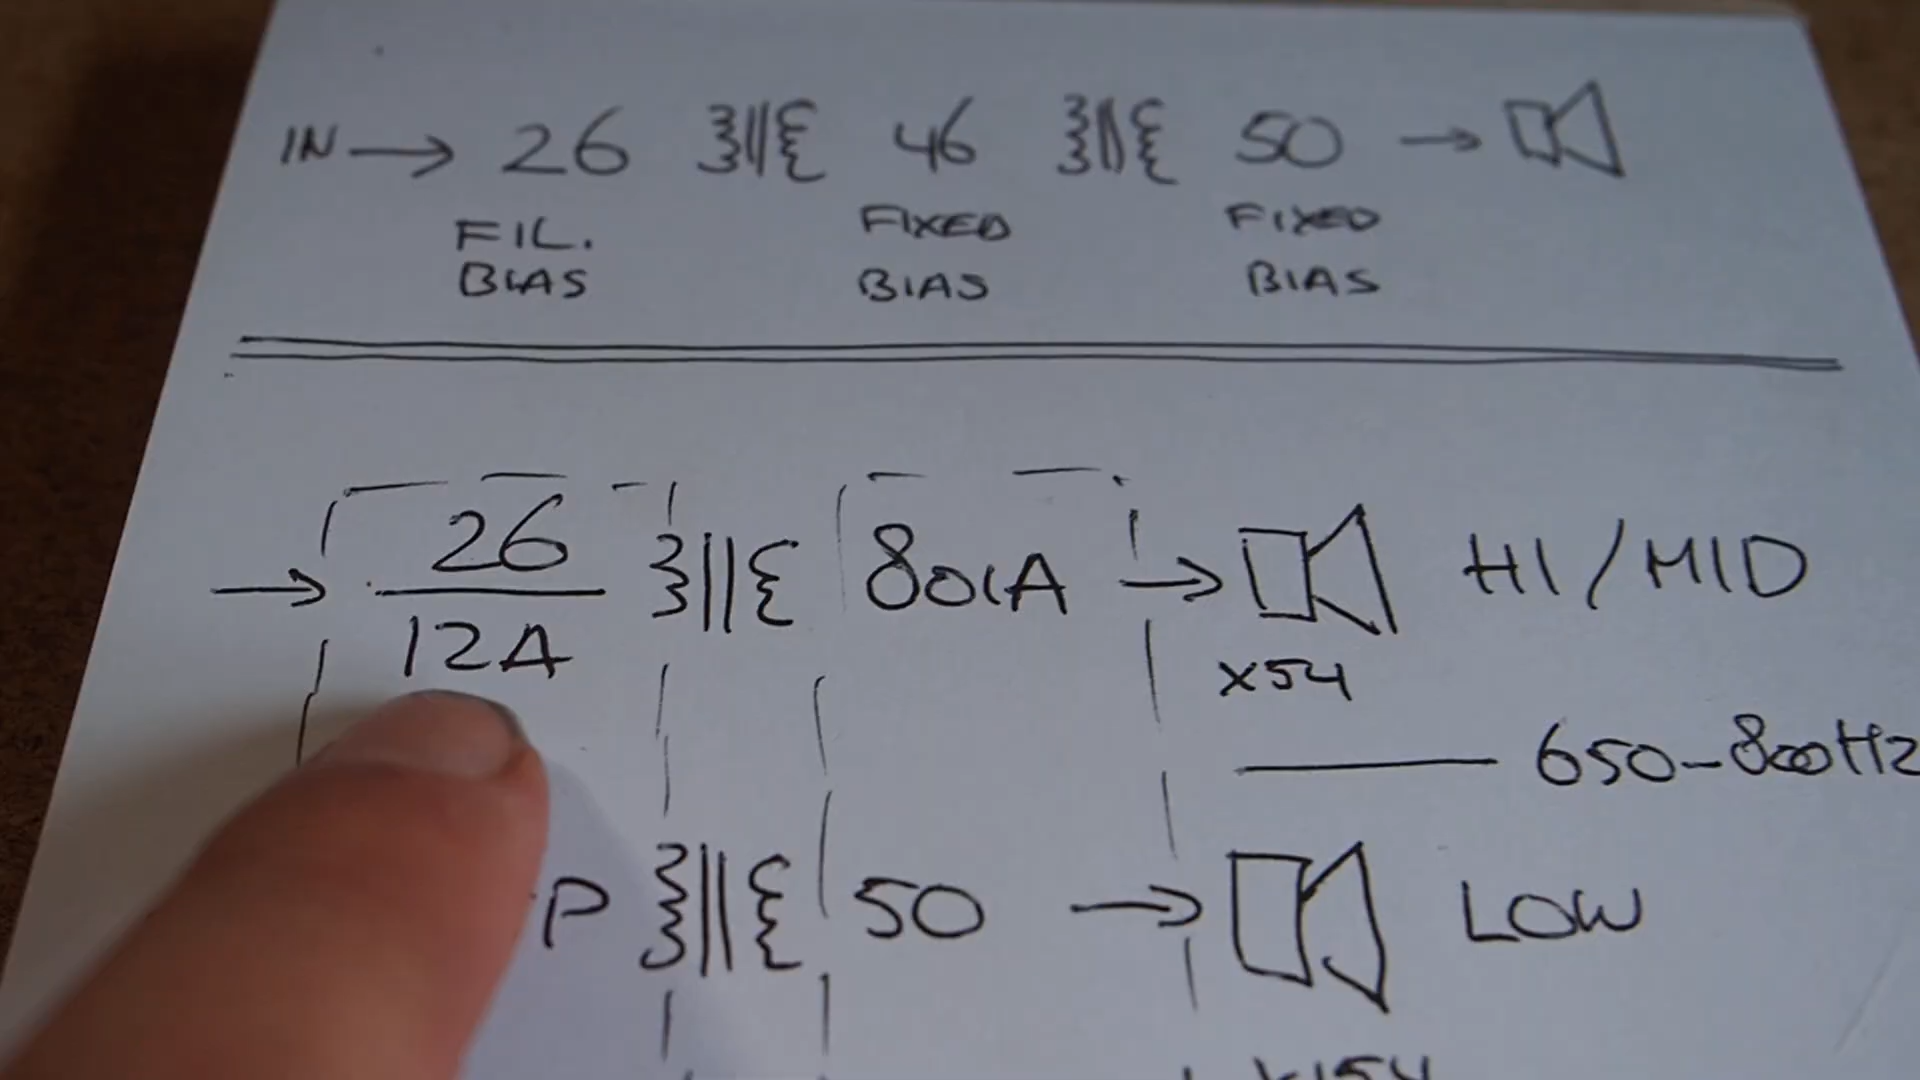 IN → 26 46 50 →
FIL. BIAS FIXED BIAS FIXED BIAS
→ 26/12A 801A → HI/MID
x54
650-800Hz
P 50 → LOW